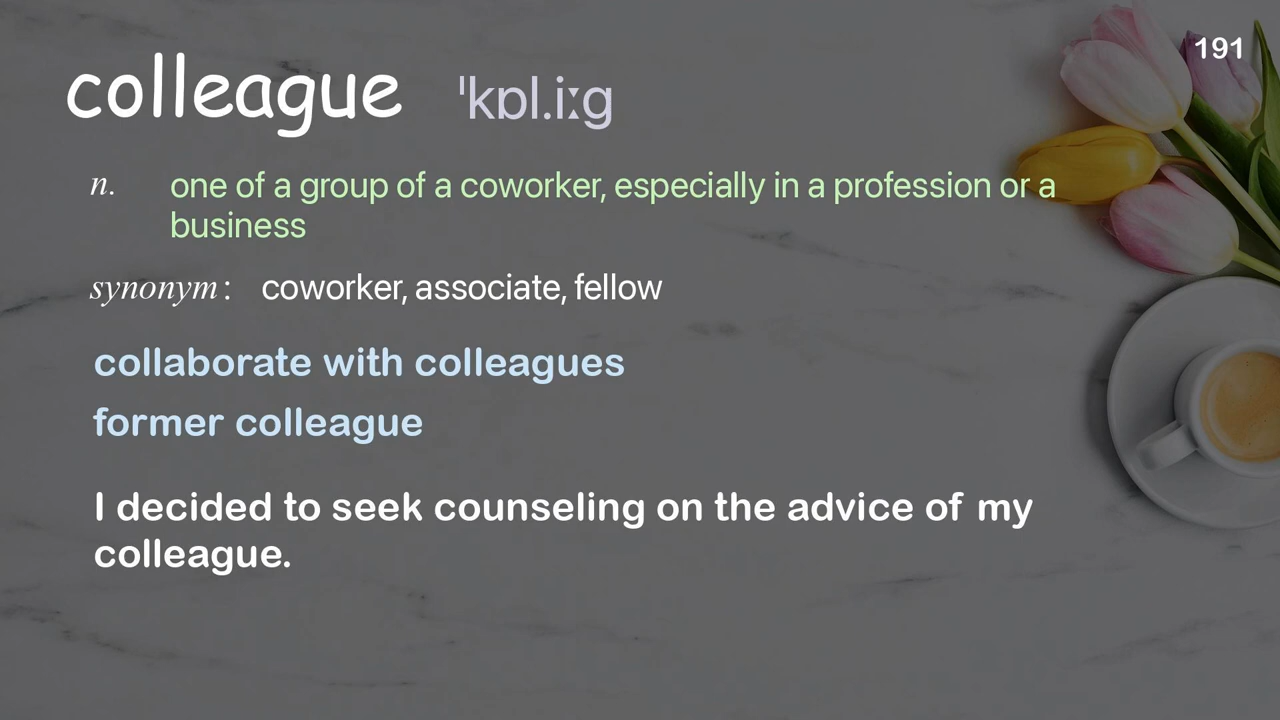 191
colleague ˈkɒl.iːg
n. one of a group of a coworker, especially in a profession or a
business
synonym: coworker, associate, fellow
collaborate with colleagues
former colleague
I decided to seek counseling on the advice of my
colleague.